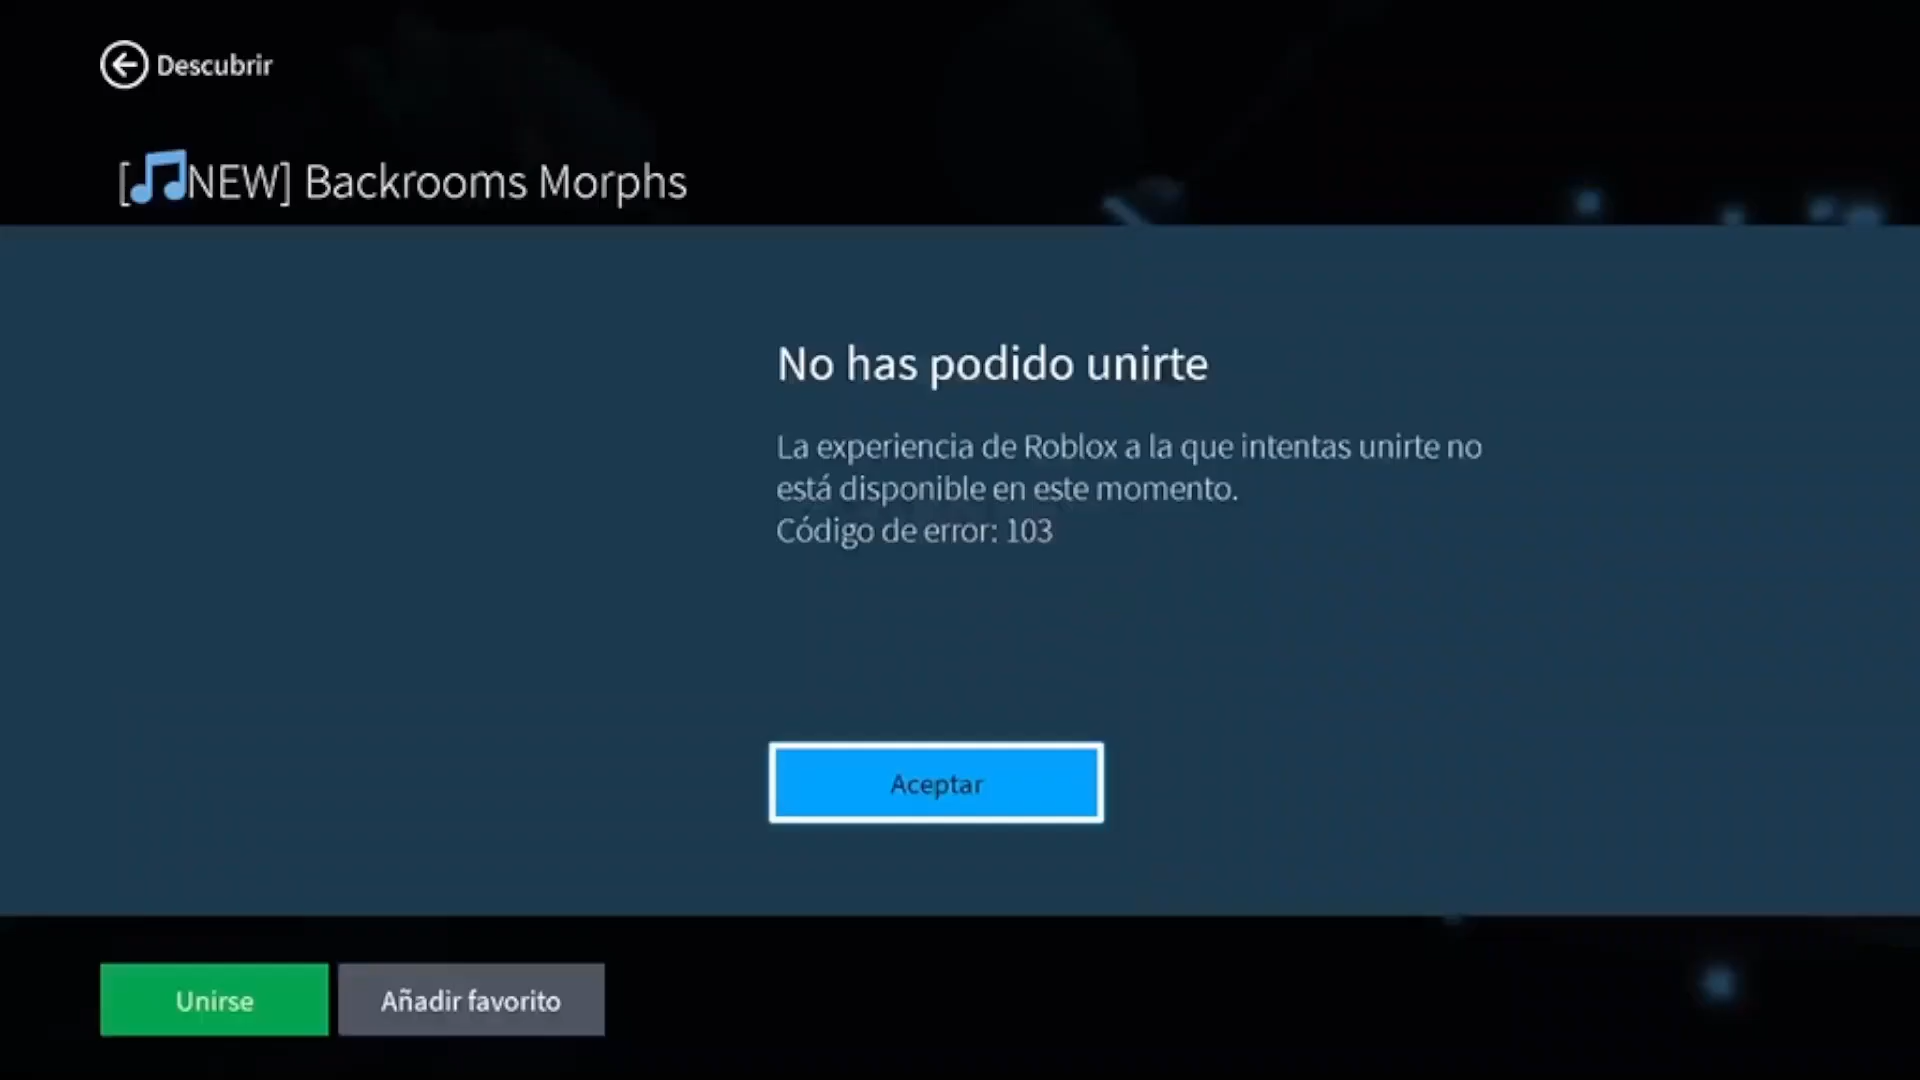 Descubrir
[🎵NEW] Backrooms Morphs
No has podido unirte
La experiencia de Roblox a la que intentas unirte no
está disponible en este momento.
Código de error: 103
Aceptar
Unirse
Añadir favorito